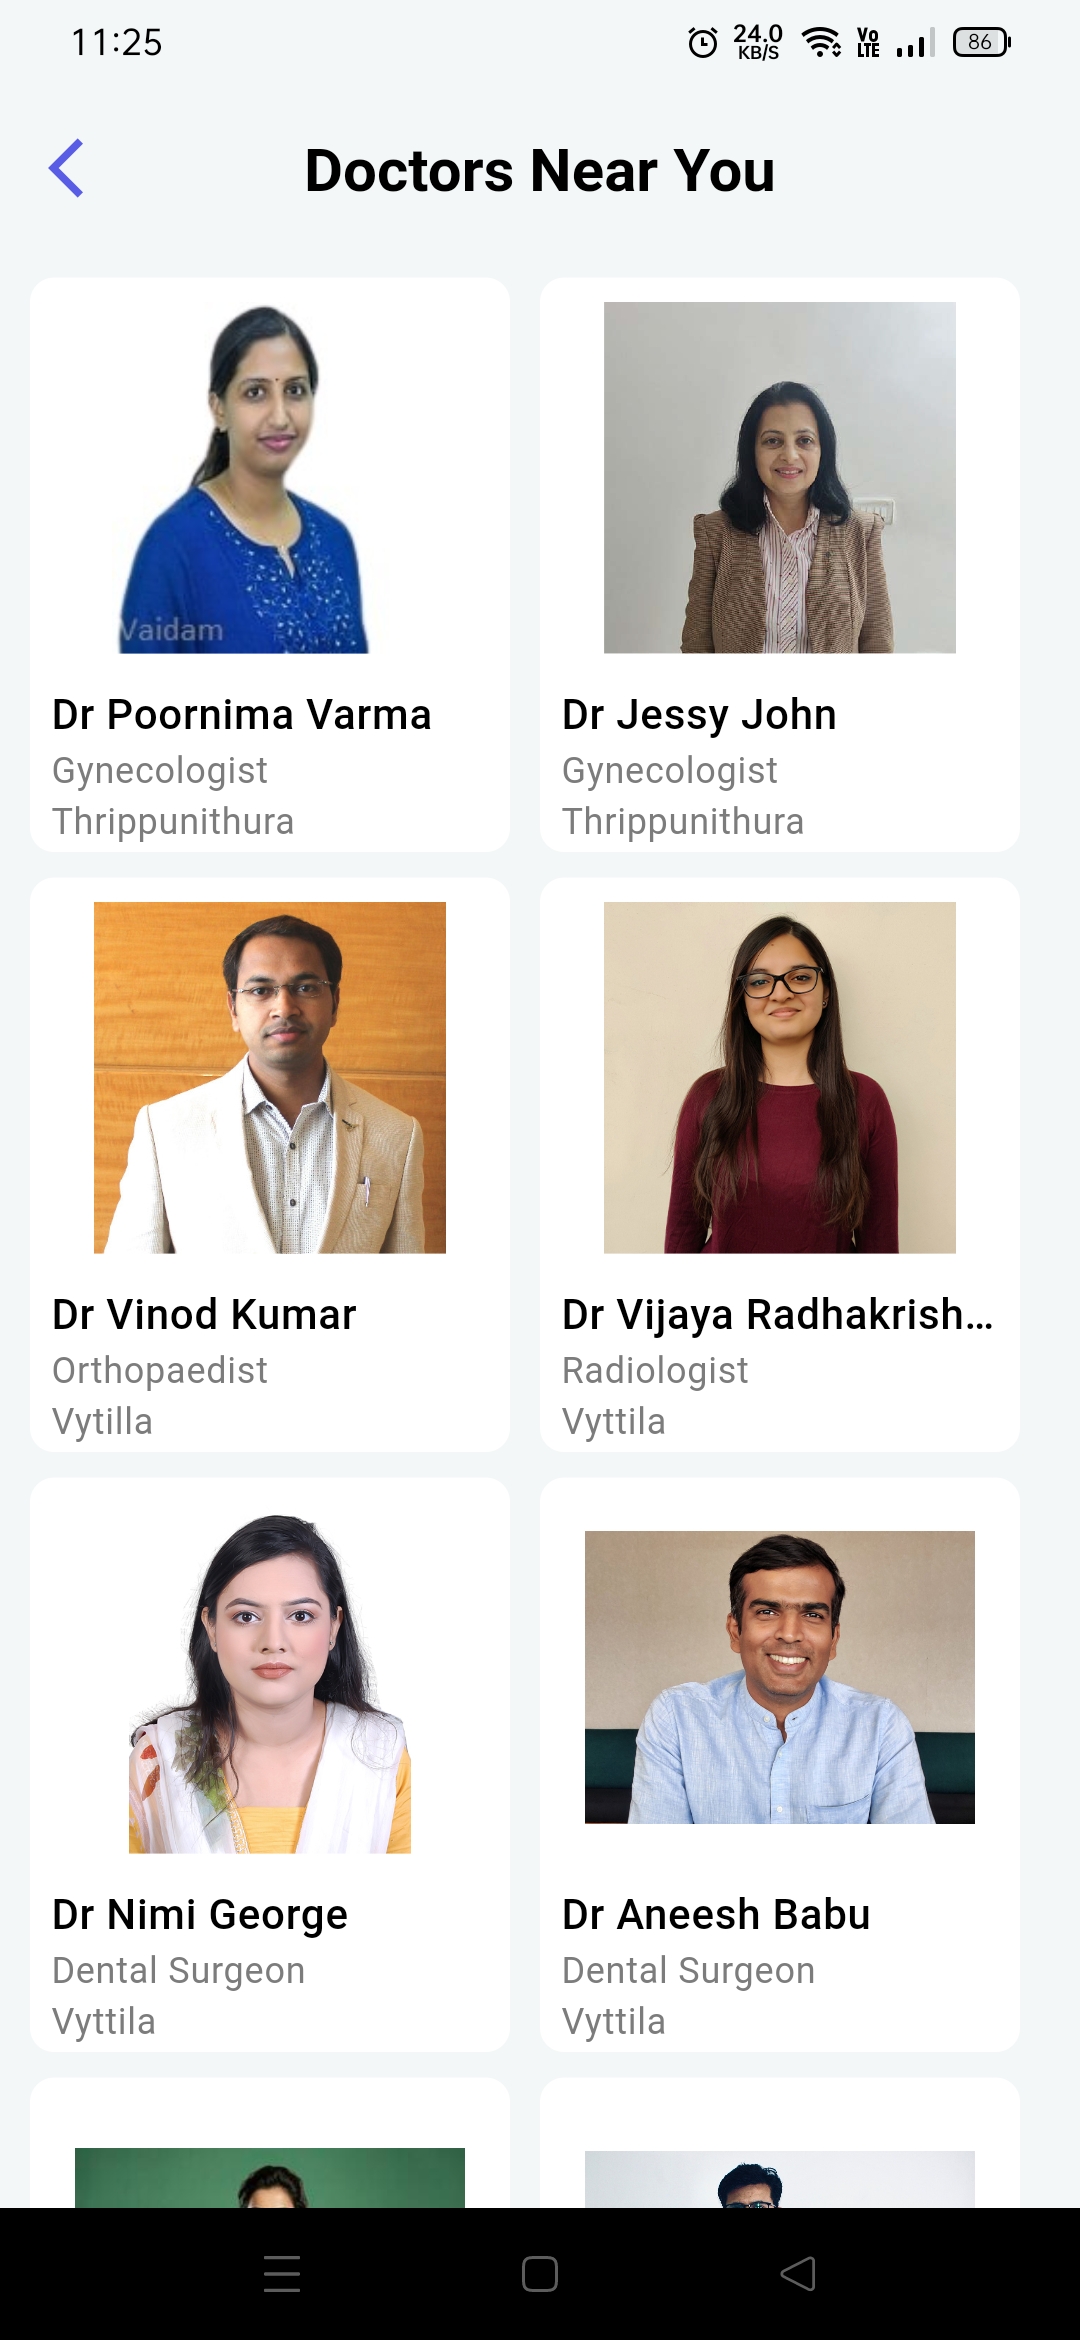 11:25
24.0
KB/S
Vo
LTE
86
Doctors Near You
Vaidam
Dr Poornima Varma
Gynecologist
Thrippunithura
Dr Jessy John
Gynecologist
Thrippunithura
Dr Vinod Kumar
Orthopaedist
Vytilla
Dr Vijaya Radhakrish...
Radiologist
Vyttila
Dr Nimi George
Dental Surgeon
Vyttila
Dr Aneesh Babu
Dental Surgeon
Vyttila